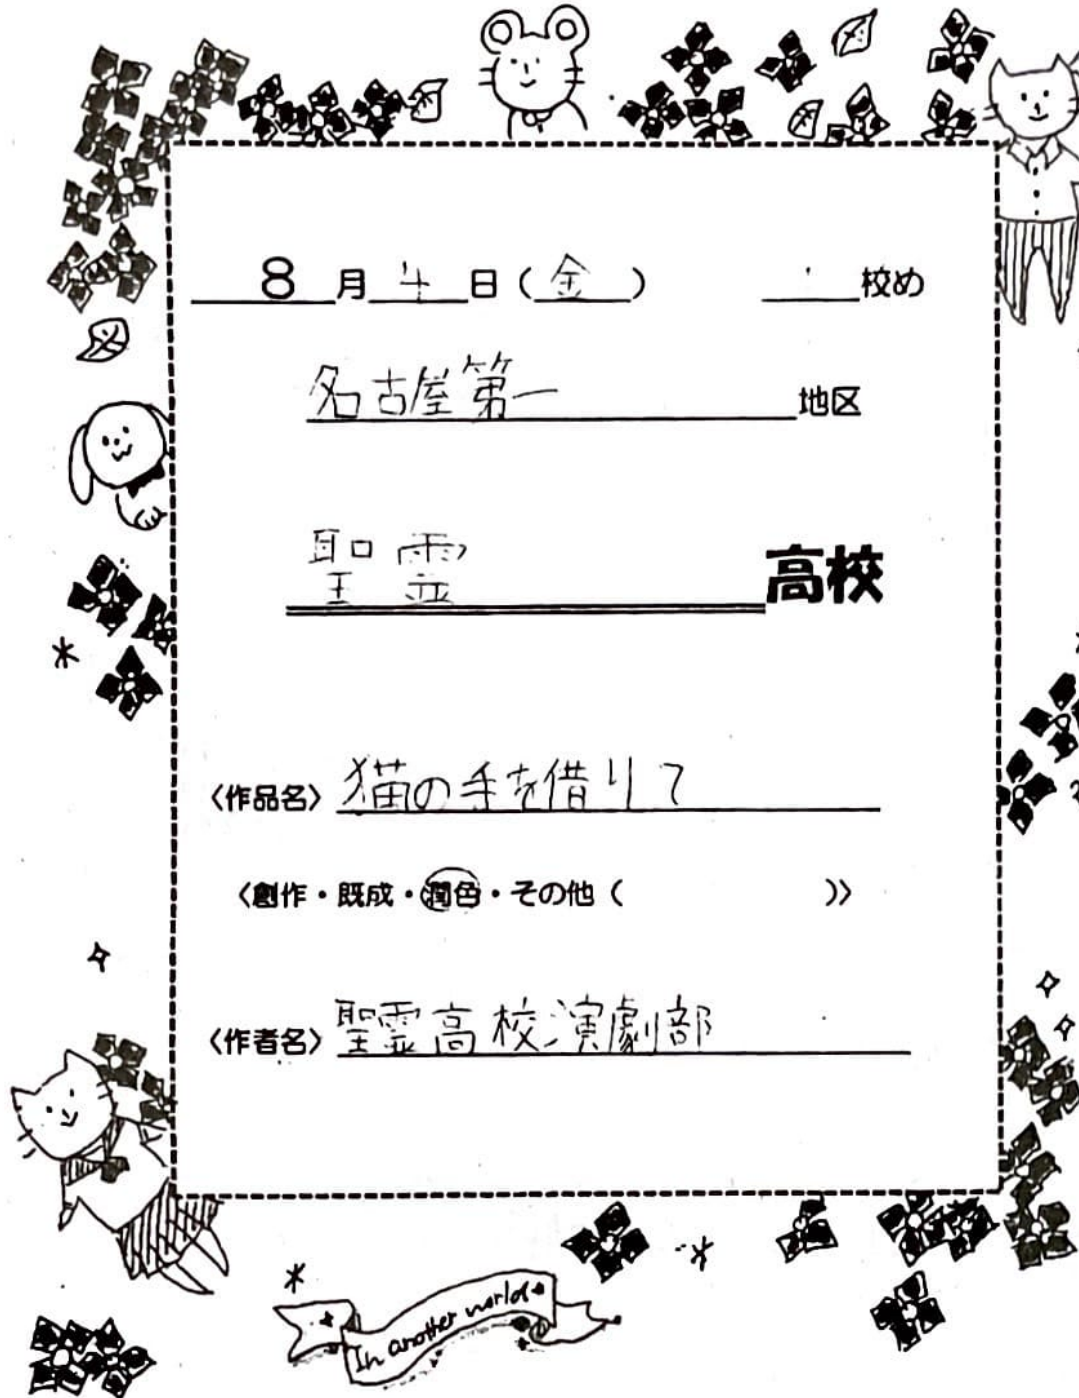 8月4日(金) 校め
名古屋第一地区
聖霊高校
〈作品名〉猫の手を借りて
〈創作・既成・潤色・その他( )〉
〈作者名〉聖霊高校演劇部
In another world